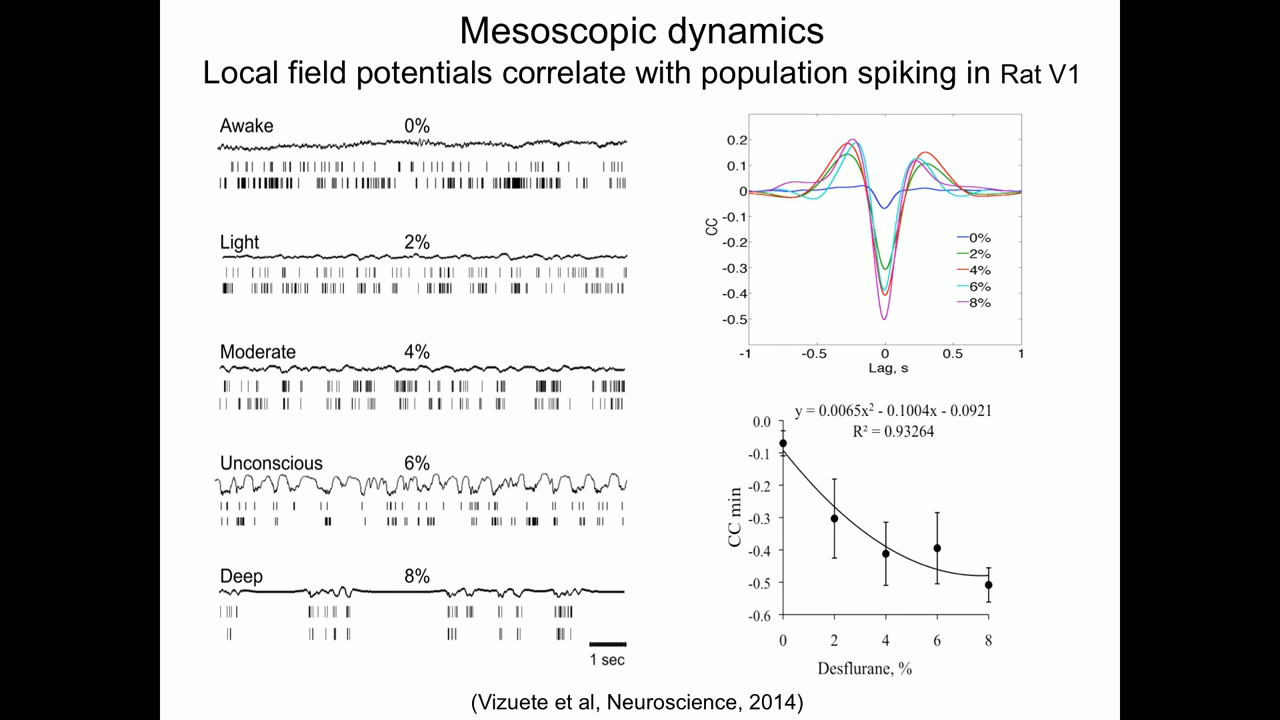 Mesoscopic dynamics
Local field potentials correlate with population spiking in Rat V1
Awake 0%
Light 2%
Moderate 4%
Unconscious 6%
Deep 8%
1 sec
0.2
0.1
0
-0.1
-0.2
-0.3
-0.4
-0.5
CC
0%
2%
4%
6%
8%
-1 -0.5 0 0.5 1
Lag, s
y = 0.0065x² - 0.1004x - 0.0921
R² = 0.93264
0.0
-0.1
-0.2
-0.3
-0.4
-0.5
-0.6
CC min
0 2 4 6 8
Desflurane, %
(Vizuete et al, Neuroscience, 2014)